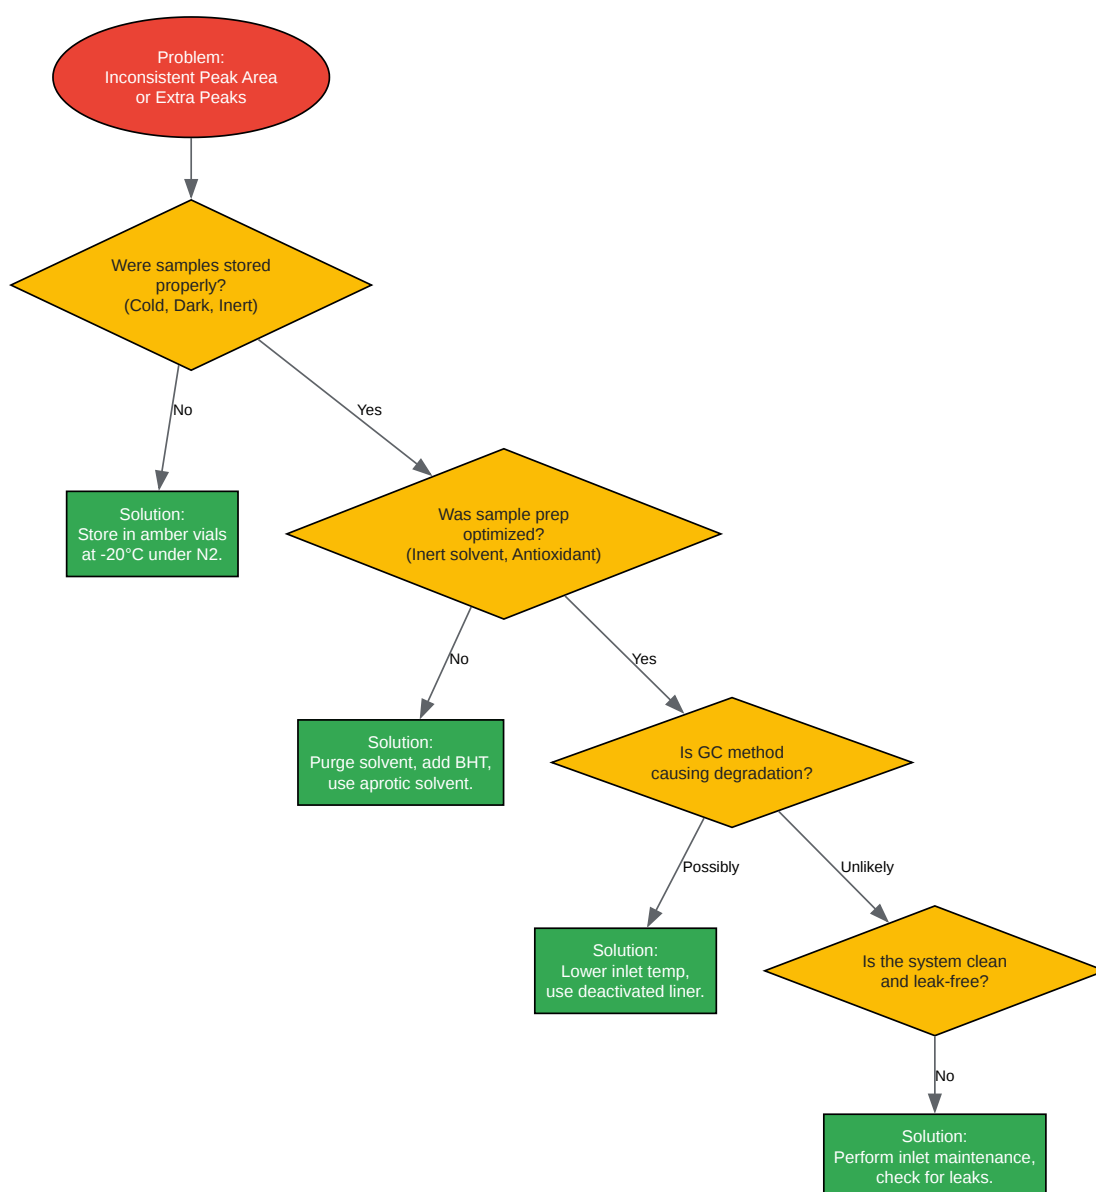 Problem:
Inconsistent Peak Area
or Extra Peaks
Were samples stored
properly?
(Cold, Dark, Inert)
No
Yes
Solution:
Store in amber vials
at -20°C under N2.
Was sample prep
optimized?
(Inert solvent, Antioxidant)
No
Yes
Solution:
Purge solvent, add BHT,
use aprotic solvent.
Is GC method
causing degradation?
Possibly
Unlikely
Solution:
Lower inlet temp,
use deactivated liner.
Is the system clean
and leak-free?
No
Solution:
Perform inlet maintenance,
check for leaks.